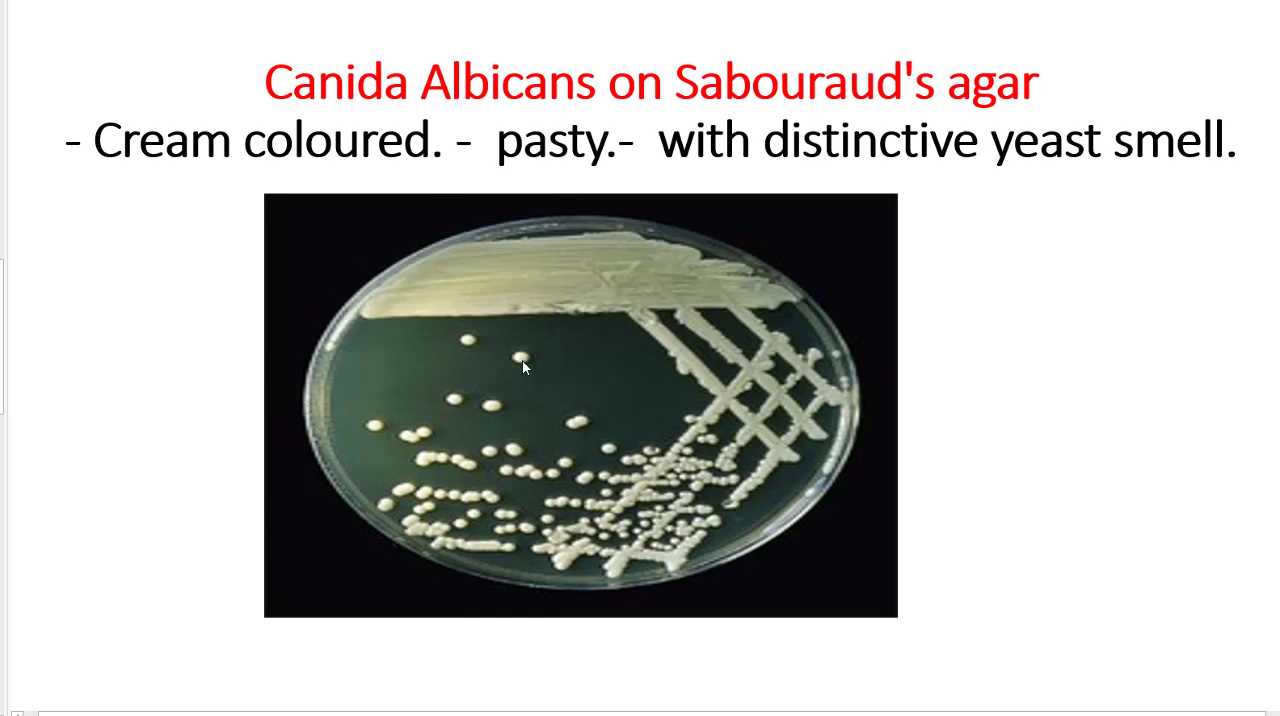 Canida Albicans on Sabouraud's agar
- Cream coloured. -  pasty.-  with distinctive yeast smell.